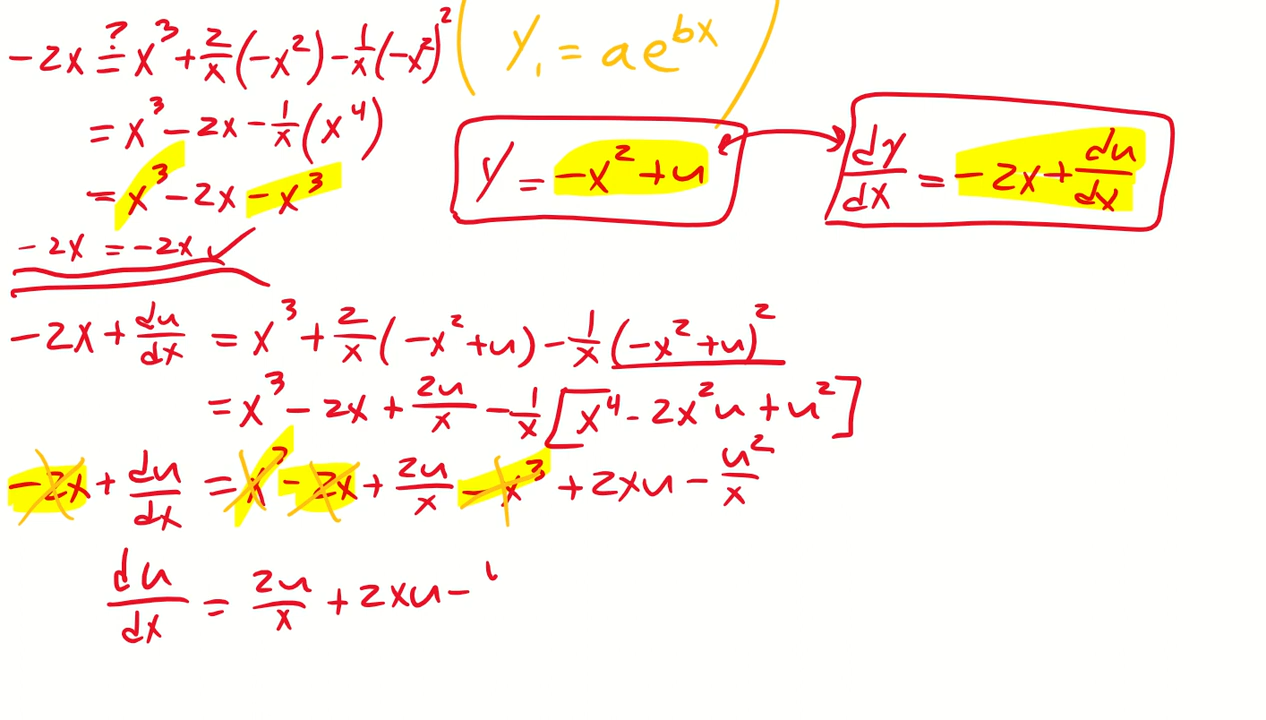 -2x ≟ x³ + 2/x (-x²) - 1/x (-x²)²
y₁ = ae^{bx}
= x³ - 2x - 1/x (x⁴)
= x³ - 2x - x³
y = -x² + u
dy/dx = -2x + du/dx
-2x = -2x ✓
-2x + du/dx = x³ + 2/x (-x² + u) - 1/x (-x² + u)²
= x³ - 2x + 2u/x - 1/x [x⁴ - 2x²u + u²]
-2x + du/dx = x³ - 2x + 2u/x - x³ + 2xu - u²/x
du/dx = 2u/x + 2xu -